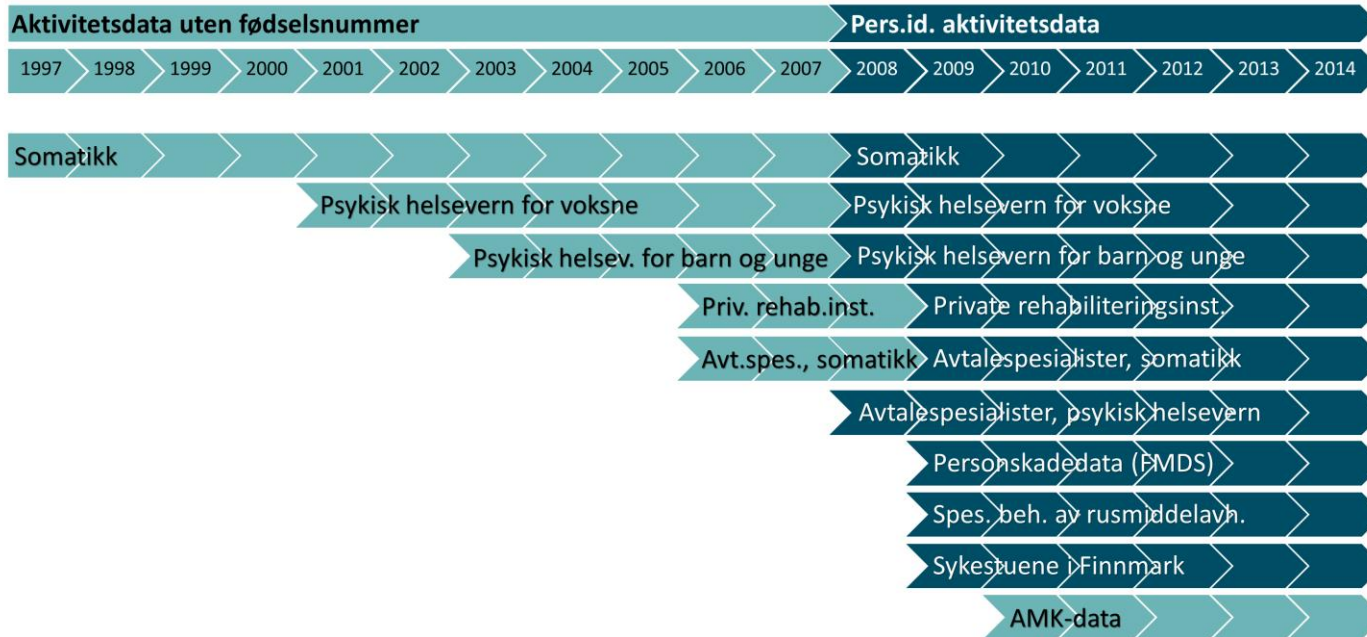 Aktivitetsdata uten fødselsnummer Pers.id. aktivitetsdata
1997 1998 1999 2000 2001 2002 2003 2004 2005 2006 2007 2008 2009 2010 2011 2012 2013 2014
Somatikk Somatikk
Psykisk helsevern for voksne Psykisk helsevern for voksne
Psykisk helsev. for barn og unge Psykisk helsevern for barn og unge
Priv. rehab.inst. Private rehabiliteringsinst.
Avt.spes., somatikk Avtalespesialister, somatikk
Avtalespesialister, psykisk helsevern
Personskadedata (FMDS)
Spes. beh. av rusmiddelavh.
Sykestuene i Finnmark
AMK-data